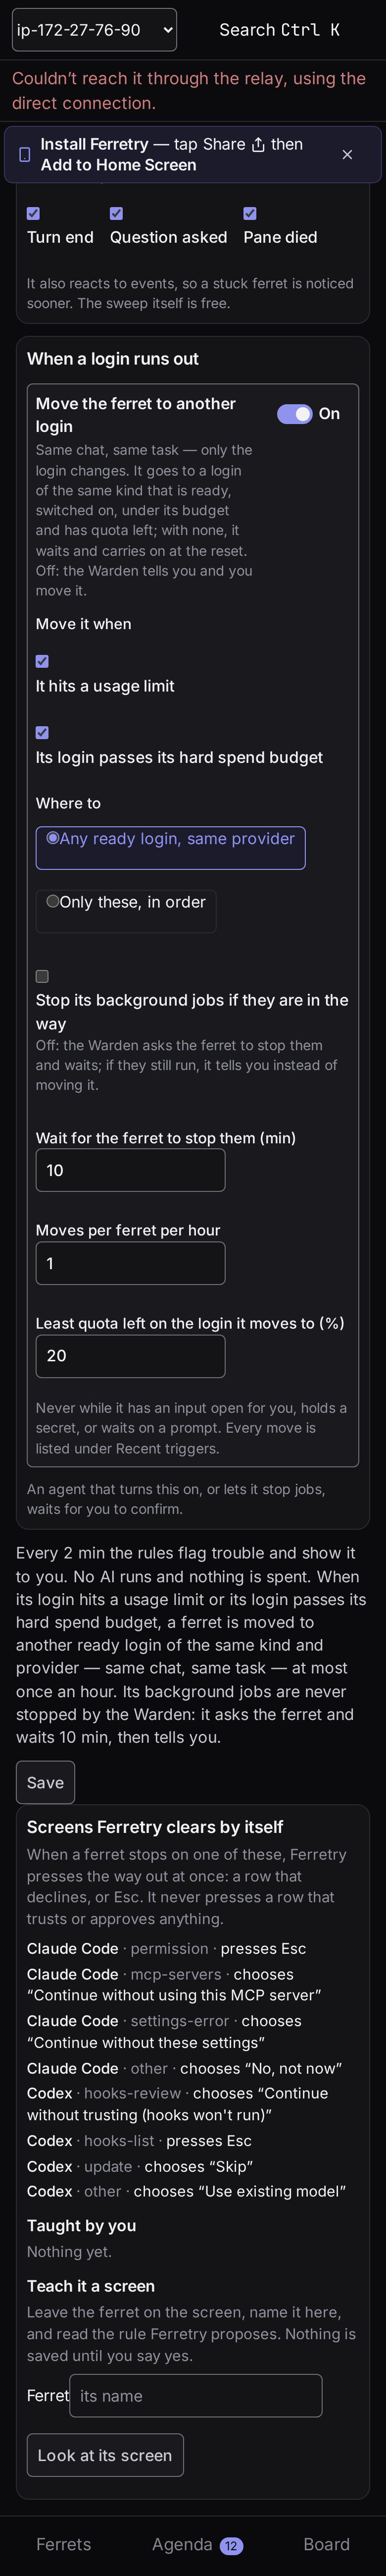 ip-172-27-76-90
Search Ctrl K
Couldn’t reach it through the relay, using the
direct connection.
Install Ferretry — tap Share then
Add to Home Screen
Turn end
Question asked
Pane died
It also reacts to events, so a stuck ferret is noticed
sooner. The sweep itself is free.
When a login runs out
Move the ferret to another
login
On
Same chat, same task — only the
login changes. It goes to a login
of the same kind that is ready,
switched on, under its budget
and has quota left; with none, it
waits and carries on at the reset.
Off: the Warden tells you and you
move it.
Move it when
It hits a usage limit
Its login passes its hard spend budget
Where to
Any ready login, same provider
Only these, in order
Stop its background jobs if they are in the
way
Off: the Warden asks the ferret to stop them
and waits; if they still run, it tells you instead of
moving it.
Wait for the ferret to stop them (min)
10
Moves per ferret per hour
1
Least quota left on the login it moves to (%)
20
Never while it has an input open for you, holds a
secret, or waits on a prompt. Every move is
listed under Recent triggers.
An agent that turns this on, or lets it stop jobs,
waits for you to confirm.
Every 2 min the rules flag trouble and show it
to you. No AI runs and nothing is spent. When
its login hits a usage limit or its login passes its
hard spend budget, a ferret is moved to
another ready login of the same kind and
provider — same chat, same task — at most
once an hour. Its background jobs are never
stopped by the Warden: it asks the ferret and
waits 10 min, then tells you.
Save
Screens Ferretry clears by itself
When a ferret stops on one of these, Ferretry
presses the way out at once: a row that
declines, or Esc. It never presses a row that
trusts or approves anything.
Claude Code · permission · presses Esc
Claude Code · mcp-servers · chooses
“Continue without using this MCP server”
Claude Code · settings-error · chooses
“Continue without these settings”
Claude Code · other · chooses “No, not now”
Codex · hooks-review · chooses “Continue
without trusting (hooks won't run)”
Codex · hooks-list · presses Esc
Codex · update · chooses “Skip”
Codex · other · chooses “Use existing model”
Taught by you
Nothing yet.
Teach it a screen
Leave the ferret on the screen, name it here,
and read the rule Ferretry proposes. Nothing is
saved until you say yes.
Ferret its name
Look at its screen
Ferrets
Agenda 12
Board